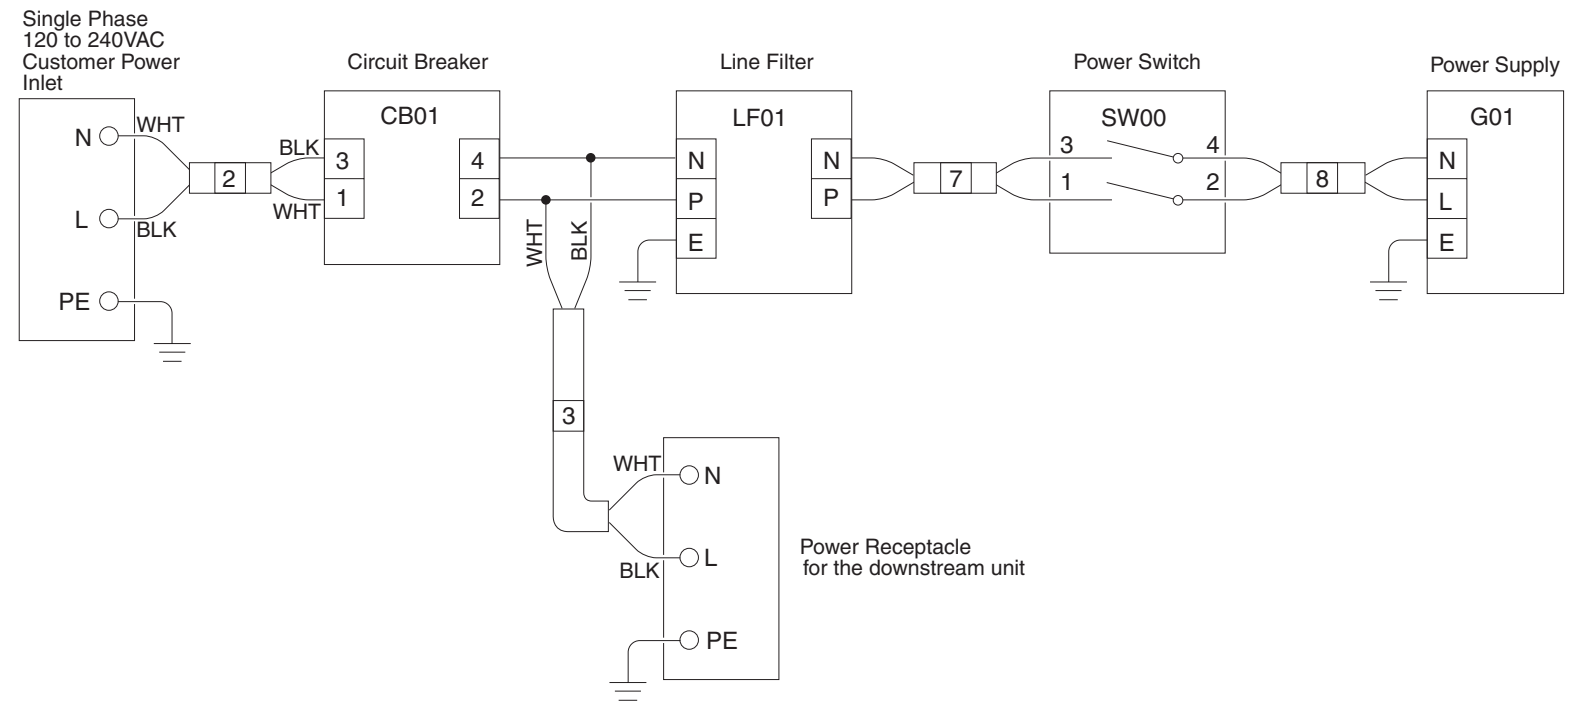 Single Phase
120 to 240VAC
Customer Power
Inlet
Circuit Breaker
Line Filter
Power Switch
Power Supply
N
WHT
L
BLK
PE
2
BLK
WHT
CB01
3
1
4
2
WHT
BLK
LF01
N
P
E
N
P
7
SW00
3
4
1
2
8
G01
N
L
E
3
WHT
N
BLK
L
PE
Power Receptacle
for the downstream unit